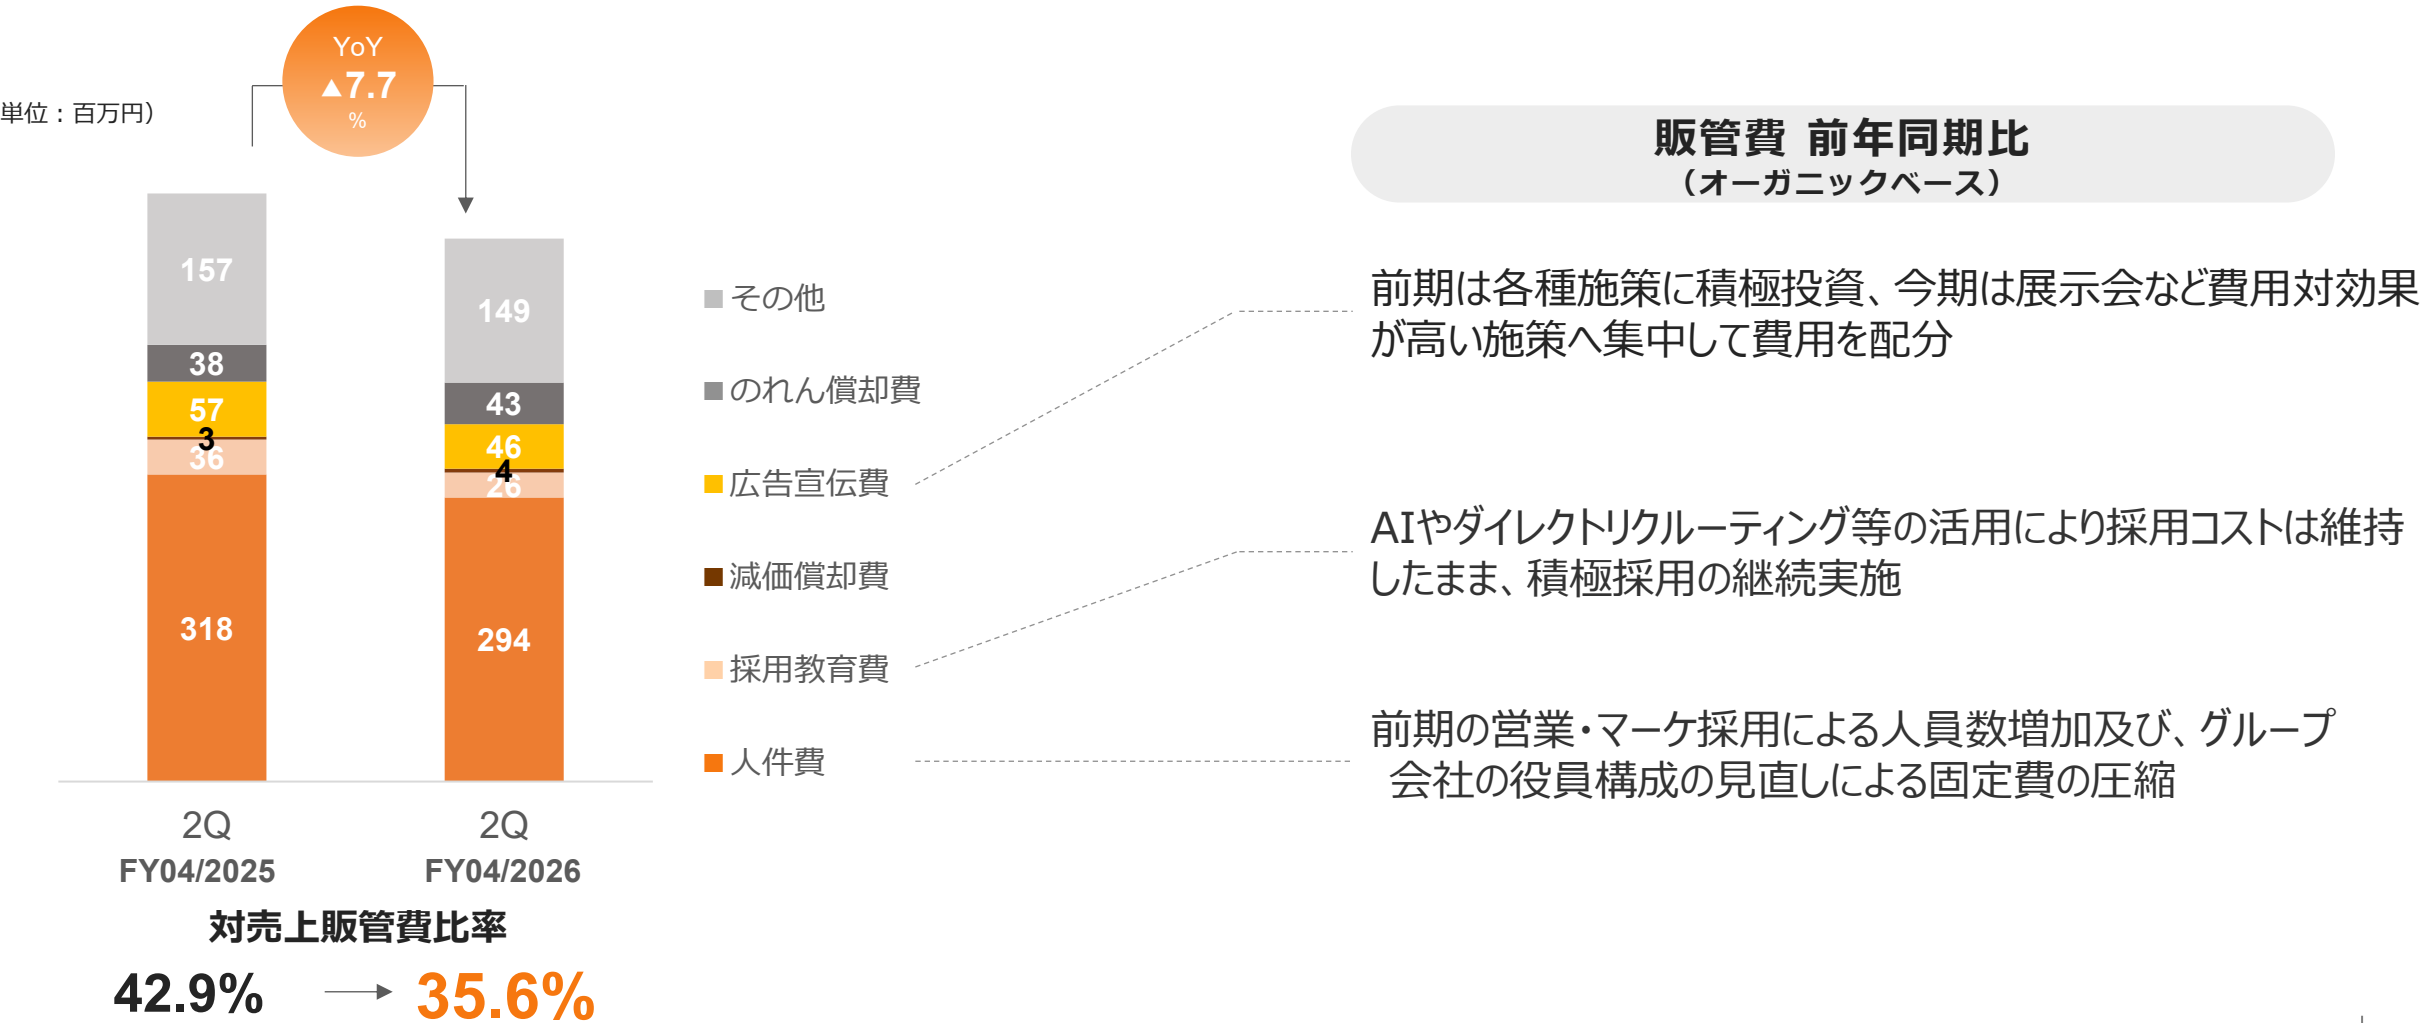 YoY
▲7.7
%
単位：百万円）
157
38
57
3
36
318
149
43
46
4
26
294
2Q
FY04/2025
2Q
FY04/2026
対売上販管費比率
42.9%
35.6%
その他
のれん償却費
広告宣伝費
減価償却費
採用教育費
人件費
販管費 前年同期比
（オーガニックベース）
前期は各種施策に積極投資、今期は展示会など費用対効果
が高い施策へ集中して費用を配分
AIやダイレクトリクルーティング等の活用により採用コストは維持
したまま、積極採用の継続実施
前期の営業・マーケ採用による人員数増加及び、グループ
会社の役員構成の見直しによる固定費の圧縮